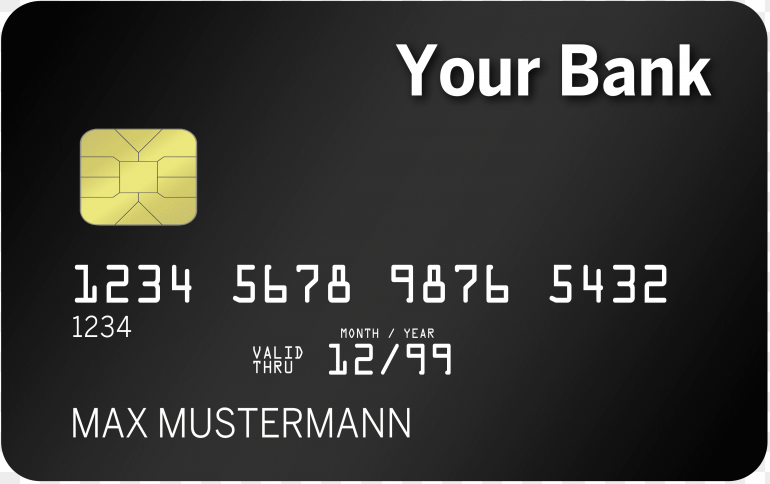 Your Bank
1234 5678 9876 5432
1234
MONTH / YEAR
VALID THRU 12/99
MAX MUSTERMANN